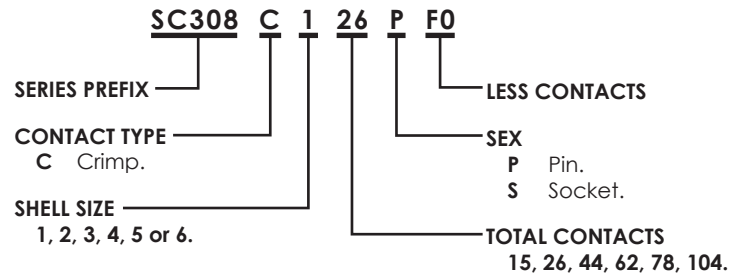 SC308 C 1 26 P F0
SERIES PREFIX
CONTACT TYPE
C Crimp.
SHELL SIZE
1, 2, 3, 4, 5 or 6.
LESS CONTACTS
SEX
P Pin.
S Socket.
TOTAL CONTACTS
15, 26, 44, 62, 78, 104.